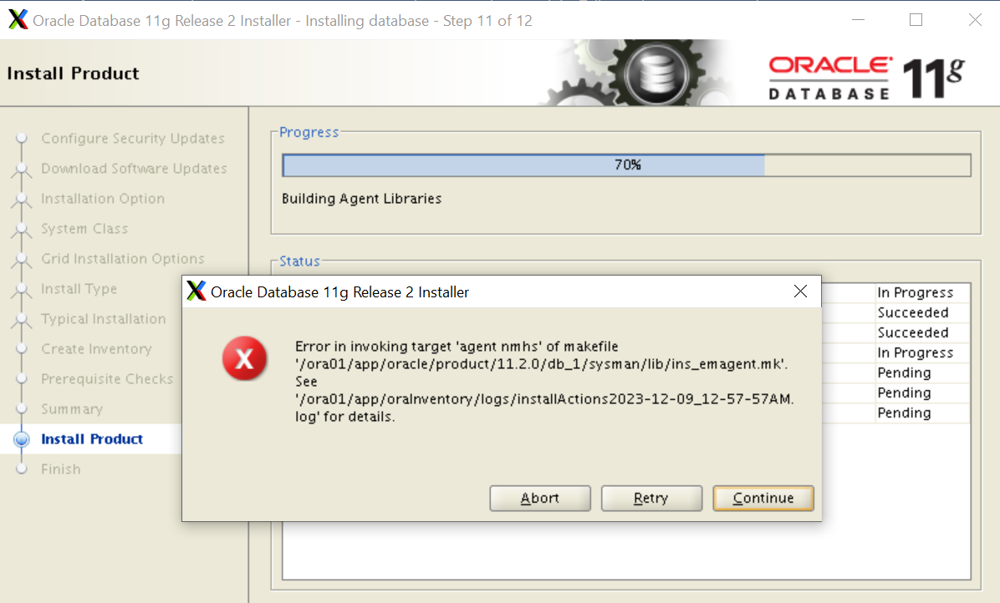 Oracle Database 11g Release 2 Installer - Installing database - Step 11 of 12
Install Product
ORACLE
DATABASE
11g
Configure Security Updates
Download Software Updates
Installation Option
System Class
Grid Installation Options
Install Type
Typical Installation
Create Inventory
Prerequisite Checks
Summary
Install Product
Finish
Progress
70%
Building Agent Libraries
Status
In Progress
Succeeded
Succeeded
In Progress
Pending
Pending
Pending
Oracle Database 11g Release 2 Installer
Error in invoking target 'agent nmhs' of makefile
'/ora01/app/oracle/product/11.2.0/db_1/sysman/lib/ins_emagent.mk'.
See
'/ora01/app/oraInventory/logs/installActions2023-12-09_12-57-57AM.
log' for details.
Abort
Retry
Continue